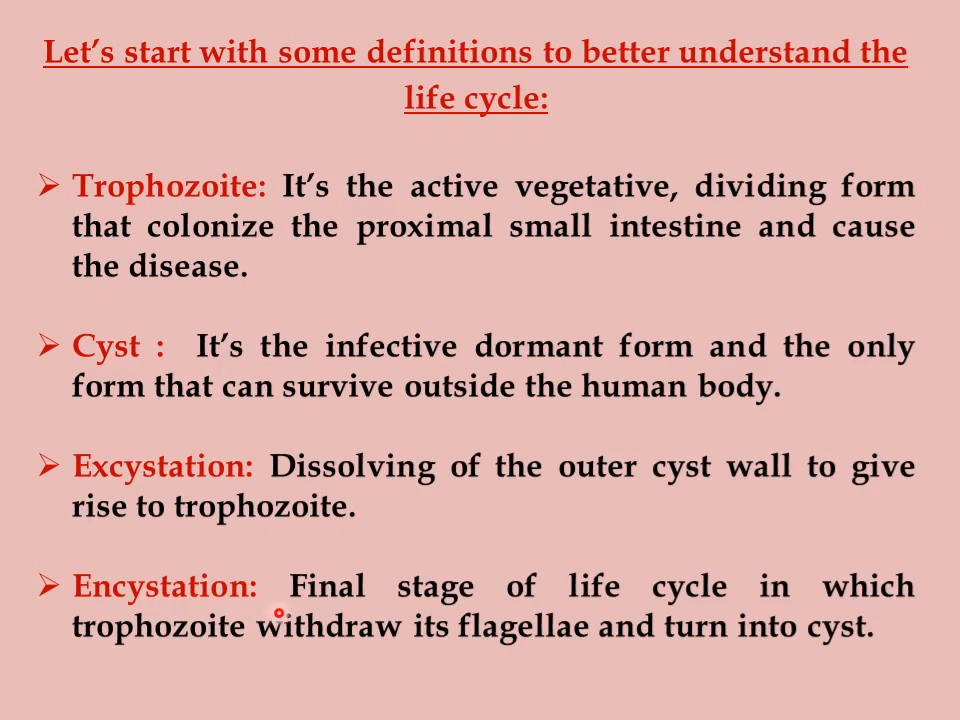 Let’s start with some definitions to better understand the
life cycle:
➢ Trophozoite: It’s the active vegetative, dividing form
that colonize the proximal small intestine and cause
the disease.
➢ Cyst : It’s the infective dormant form and the only
form that can survive outside the human body.
➢ Excystation: Dissolving of the outer cyst wall to give
rise to trophozoite.
➢ Encystation: Final stage of life cycle in which
trophozoite withdraw its flagellae and turn into cyst.